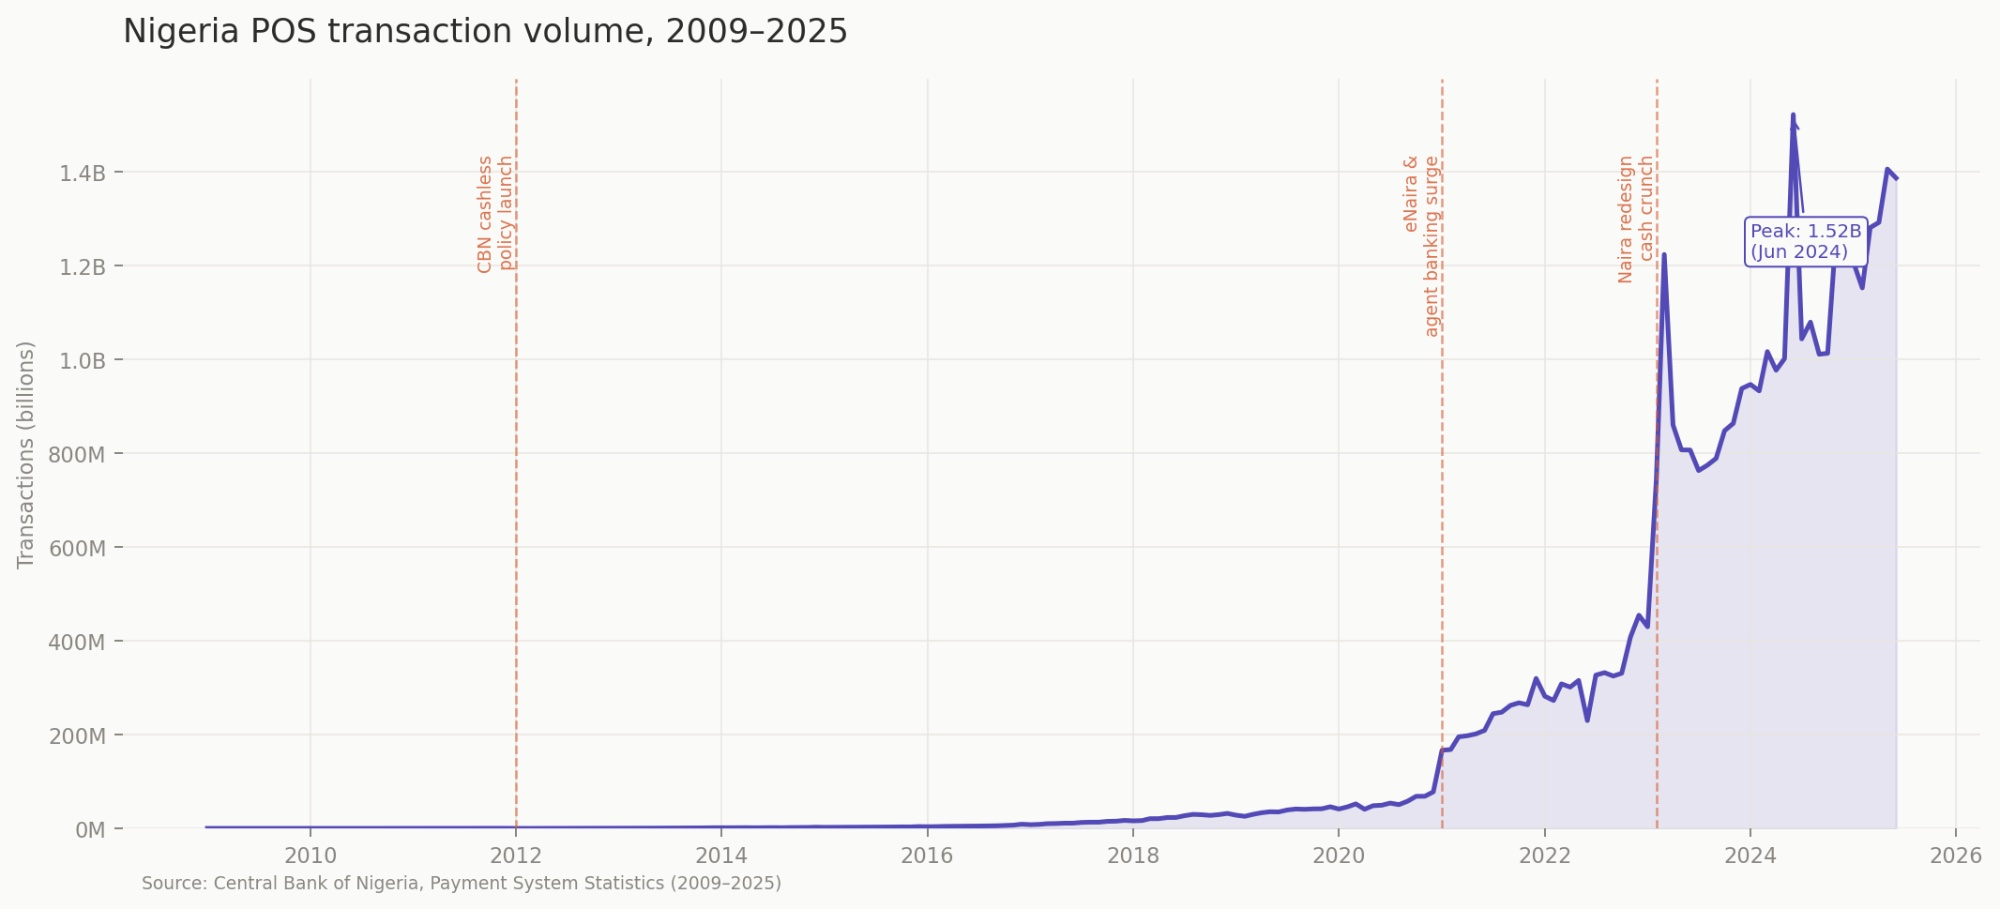 Nigeria POS transaction volume, 2009–2025
Transactions (billions)
1.4B
1.2B
1.0B
800M
600M
400M
200M
0M
CBN cashless
policy launch
eNaira &
agent banking surge
Naira redesign
cash crunch
Peak: 1.52B
(Jun 2024)
2010
2012
2014
2016
2018
2020
2022
2024
2026
Source: Central Bank of Nigeria, Payment System Statistics (2009–2025)